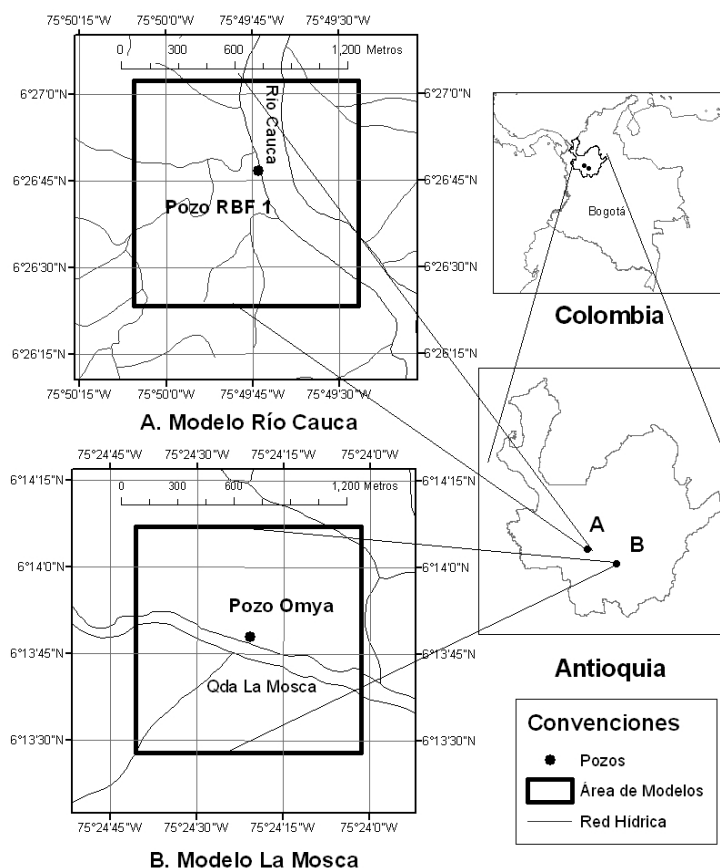 75°50'15"W 75°50'0"W 75°49'45"W 75°49'30"W
0 300 600 1,200 Metros
6°27'0"N 6°27'0"N
Río Cauca
6°26'45"N 6°26'45"N
Pozo RBF 1
6°26'30"N 6°26'30"N
6°26'15"N 6°26'15"N
75°50'15"W 75°50'0"W 75°49'45"W 75°49'30"W
A. Modelo Río Cauca
75°24'45"W 75°24'30"W 75°24'15"W 75°24'0"W
6°14'15"N 6°14'15"N
0 300 600 1,200 Metros
6°14'0"N 6°14'0"N
Pozo Omya
6°13'45"N 6°13'45"N
Qda La Mosca
6°13'30"N 6°13'30"N
75°24'45"W 75°24'30"W 75°24'15"W 75°24'0"W
B. Modelo La Mosca
Bogotá
Colombia
A
B
Antioquia
Convenciones
Pozos
Área de Modelos
Red Hídrica